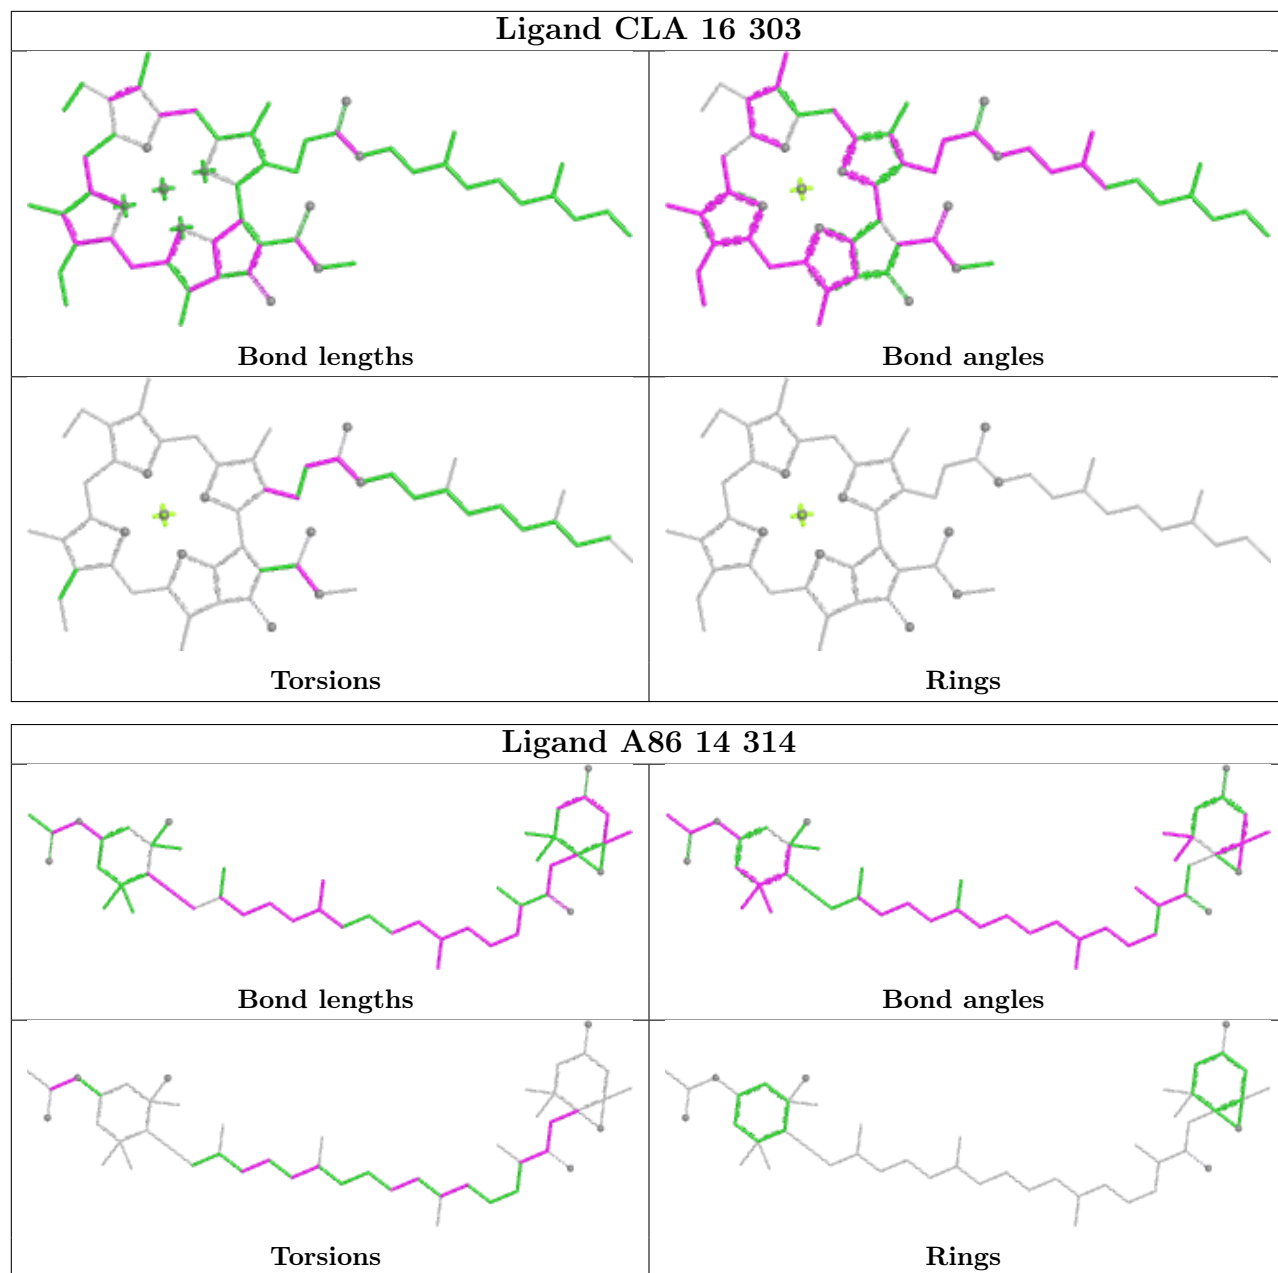 Ligand CLA 16 303
Bond lengths
Bond angles
Torsions
Rings
Ligand A86 14 314
Bond lengths
Bond angles
Torsions
Rings